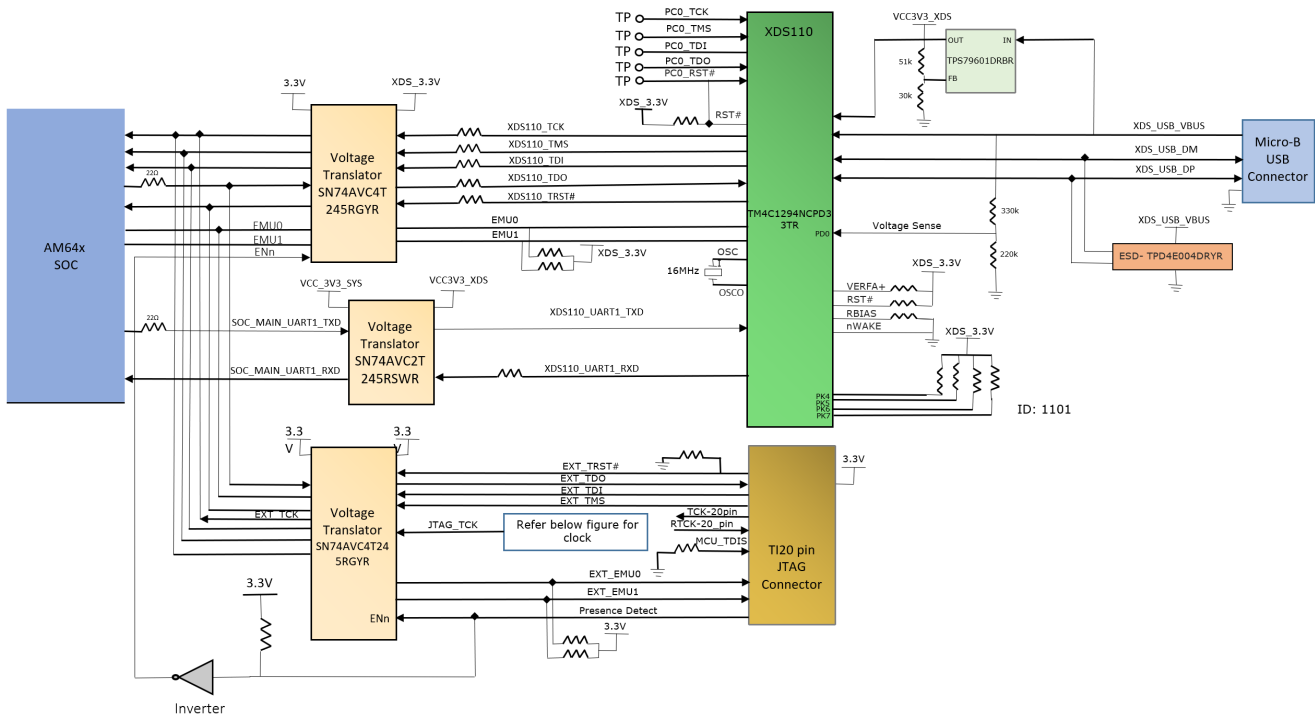 TP PC0_TCK
TP PC0_TMS
TP PC0_TDI
TP PC0_TDO
TP PC0_RST#
XDS_3.3V
RST#
XDS110
TM4C1294NCPD3
3TR
PD0
VCC3V3_XDS
51k
30k
OUT IN
TPS79601DRBR
FB
XDS_USB_VBUS
XDS_USB_DM
XDS_USB_DP
Micro-B
USB
Connector
330k
220k
Voltage Sense
XDS_USB_VBUS
ESD- TPD4E004DRYR
3.3V
XDS_3.3V
Voltage
Translator
SN74AVC4T
245RGYR
XDS110_TCK
XDS110_TMS
XDS110_TDI
XDS110_TDO
XDS110_TRST#
EMU0
EMU1
XDS_3.3V
22Ω
EMU0
EMU1
ENn
AM64x
SOC
OSC
16MHz
OSCO
VERFA+
RST#
RBIAS
nWAKE
XDS_3.3V
XDS_3.3V
PK4
PK5
PK6
PK7
ID: 1101
VCC_3V3_SYS
VCC3V3_XDS
22Ω
SOC_MAIN_UART1_TXD
SOC_MAIN_UART1_RXD
Voltage
Translator
SN74AVC2T
245RSWR
XDS110_UART1_TXD
XDS110_UART1_RXD
3.3
V
3.3
V
Voltage
Translator
SN74AVC4T24
5RGYR
ENn
EXT_TCK
EXT_TRST#
EXT_TDO
EXT_TDI
EXT_TMS
TCK-20pin
RTCK-20_pin
MCU_TDIS
JTAG_TCK
Refer below figure for
clock
EXT_EMU0
EXT_EMU1
Presence Detect
3.3V
TI20 pin
JTAG
Connector
3.3V
3.3V
Inverter